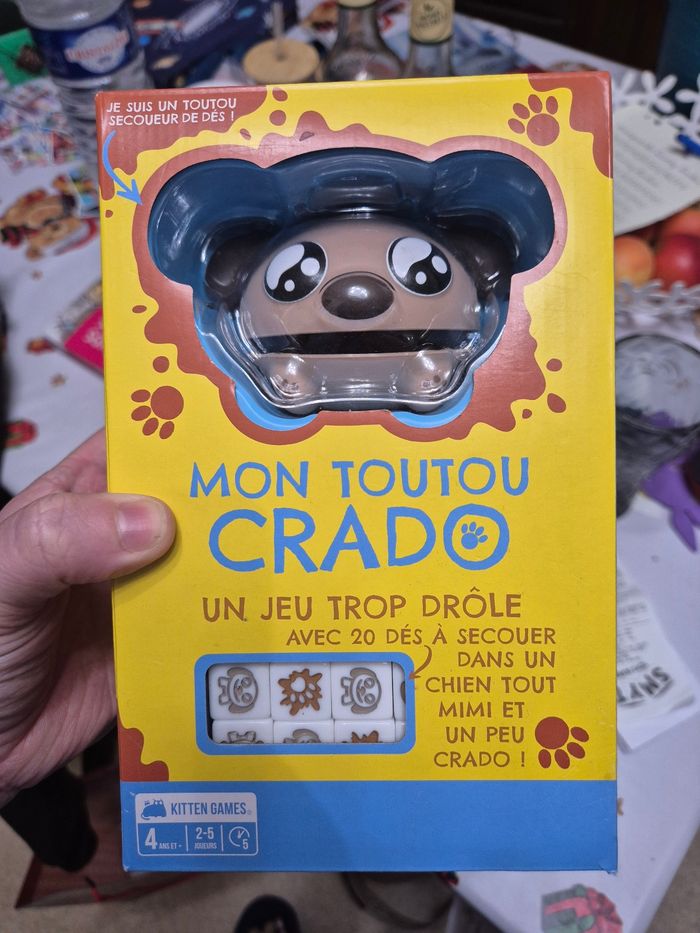 JE SUIS UN TOUTOU
SECOUEUR DE DÉS !
MON TOUTOU
CRADO
UN JEU TROP DRÔLE
AVEC 20 DÉS À SECOUER
DANS UN
CHIEN TOUT
MIMI ET
UN PEU
CRADO !
KITTEN GAMES
4 ANS ET +
2-5
JOUEURS
5